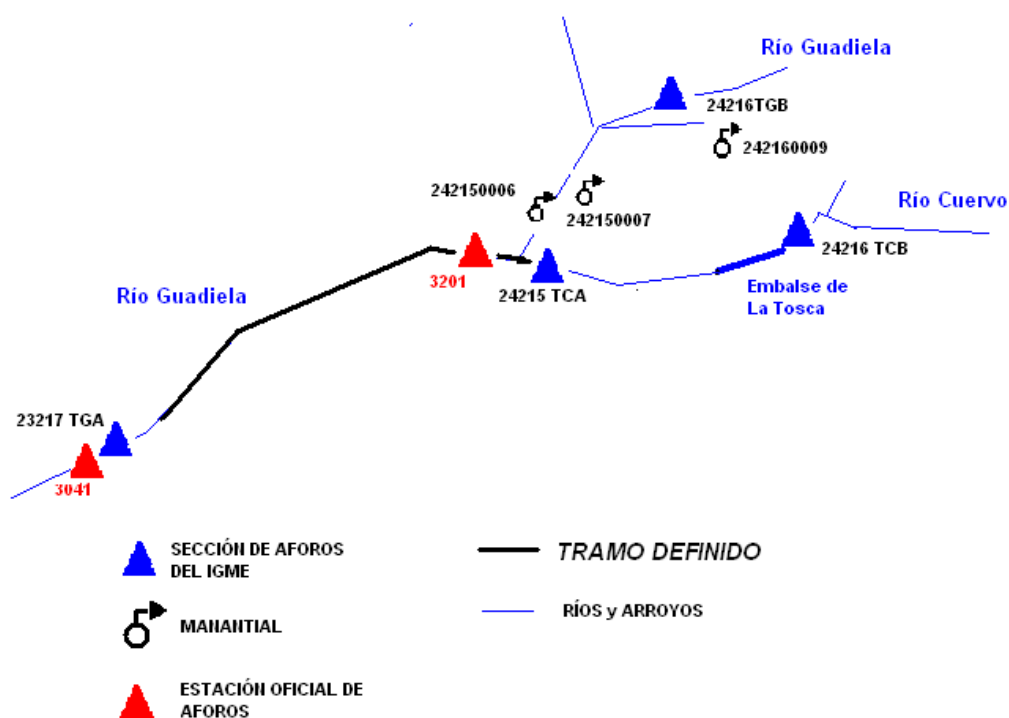 Río Guadiela
24216TGB
242160009
242150006
242150007
Río Cuervo
24216 TCB
3201
24215 TCA
Embalse de
La Tosca
Río Guadiela
23217 TGA
3041
SECCIÓN DE AFOROS
DEL IGME
TRAMO DEFINIDO
MANANTIAL
RÍOS y ARROYOS
ESTACIÓN OFICIAL DE
AFOROS